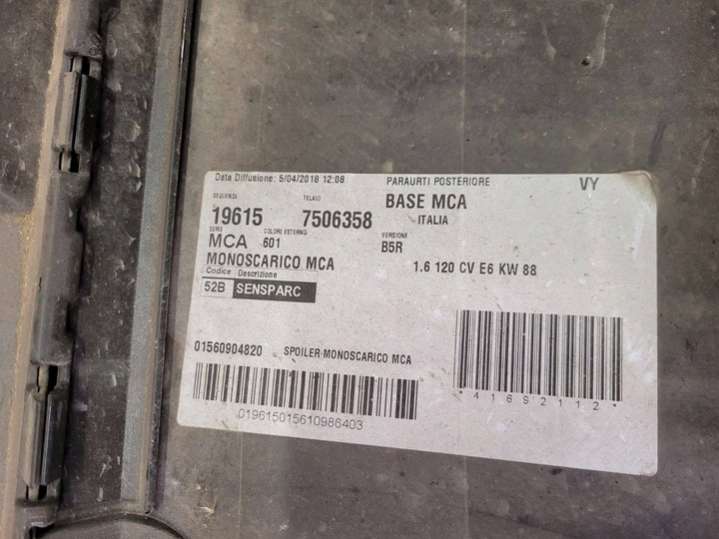 Data Diffusione: 5/04/2018 12:08
PARAURTI POSTERIORE
VY
SEQUENZA
TELAIO
BASE MCA
19615
7506358
ITALIA
COLORE ESTERNO
VERSIONE
MCA
601
B5R
MONOSCARICO MCA
1.6 120 CV E6 KW 88
Codice
Descrizione
52B
SENSPARC
01560904820
SPOILER MONOSCARICO MCA
*41692112*
019615015610986403